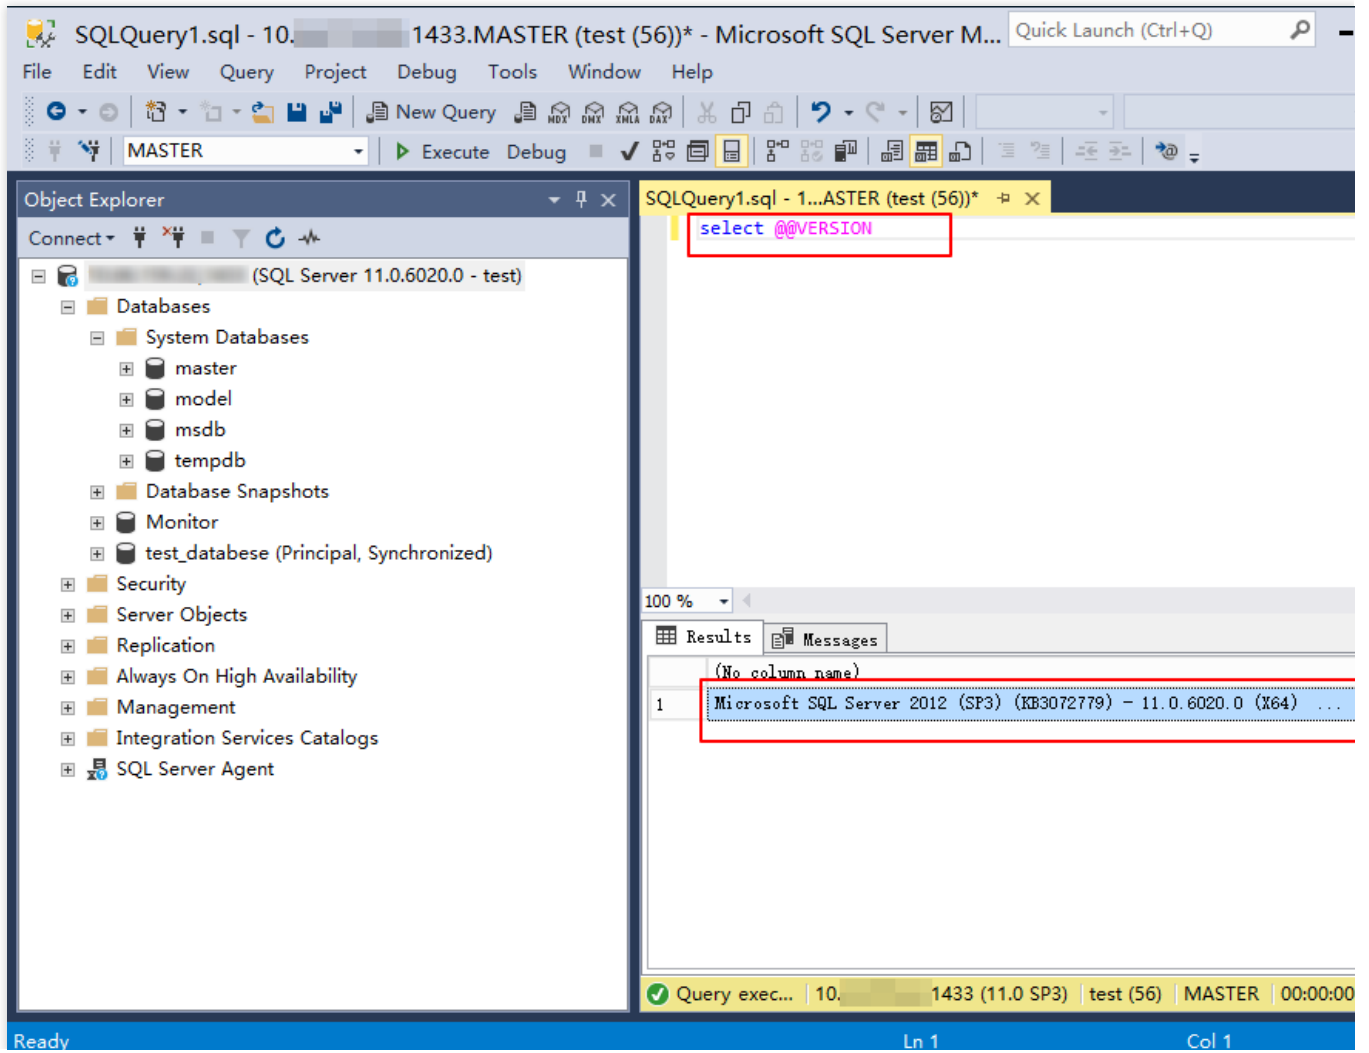 SQLQuery1.sql - 10. 1433.MASTER (test (56))* - Microsoft SQL Server M...
Quick Launch (Ctrl+Q)
File Edit View Query Project Debug Tools Window Help
New Query MDX DMX XMLA DAX
MASTER Execute Debug
Object Explorer
Connect
(SQL Server 11.0.6020.0 - test)
Databases
System Databases
master
model
msdb
tempdb
Database Snapshots
Monitor
test_databese (Principal, Synchronized)
Security
Server Objects
Replication
Always On High Availability
Management
Integration Services Catalogs
SQL Server Agent
SQLQuery1.sql - 1...ASTER (test (56))*
select @@VERSION
100 %
Results Messages
(No column name)
1 Microsoft SQL Server 2012 (SP3) (KB3072779) - 11.0.6020.0 (X64) ...
Query exec... 10. 1433 (11.0 SP3) test (56) MASTER 00:00:00
Ready Ln 1 Col 1